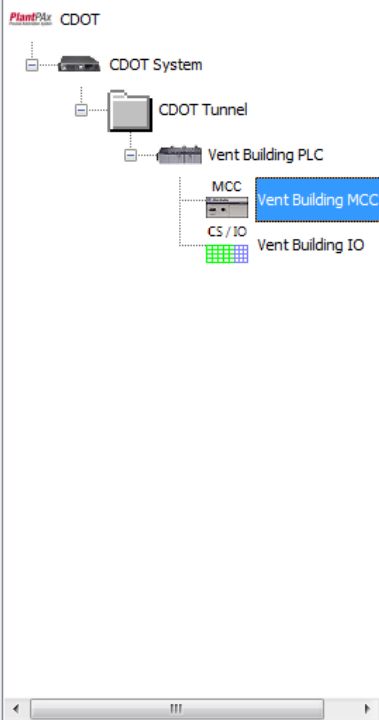 PlantPAx CDOT
CDOT System
CDOT Tunnel
Vent Building PLC
MCC
Vent Building MCC
CS / IO
Vent Building IO